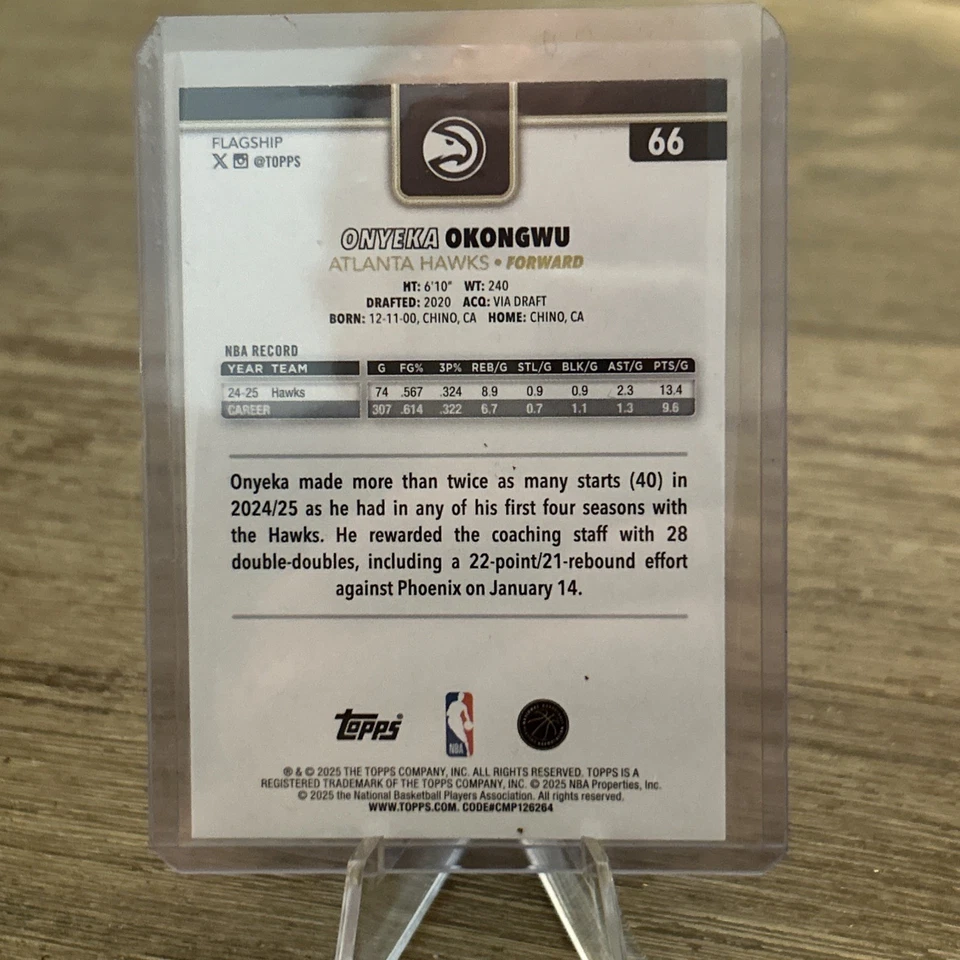 FLAGSHIP
X @TOPPS
66
ONYEKA OKONGWU
ATLANTA HAWKS • FORWARD
HT: 6'10" WT: 240
DRAFTED: 2020 ACQ: VIA DRAFT
BORN: 12-11-00, CHINO, CA HOME: CHINO, CA
NBA RECORD
YEAR TEAM G FG% 3P% REB/G STL/G BLK/G AST/G PTS/G
24-25 Hawks 74 .567 .324 8.9 0.9 0.9 2.3 13.4
CAREER 307 .614 .322 6.7 0.7 1.1 1.3 9.6
Onyeka made more than twice as many starts (40) in
2024/25 as he had in any of his first four seasons with
the Hawks. He rewarded the coaching staff with 28
double-doubles, including a 22-point/21-rebound effort
against Phoenix on January 14.
Topps NBA
® & © 2025 THE TOPPS COMPANY, INC. ALL RIGHTS RESERVED. TOPPS IS A
REGISTERED TRADEMARK OF THE TOPPS COMPANY, INC. © 2025 NBA Properties, Inc.
© 2025 the National Basketball Players Association. All rights reserved.
WWW.TOPPS.COM. CODE#CMP126264